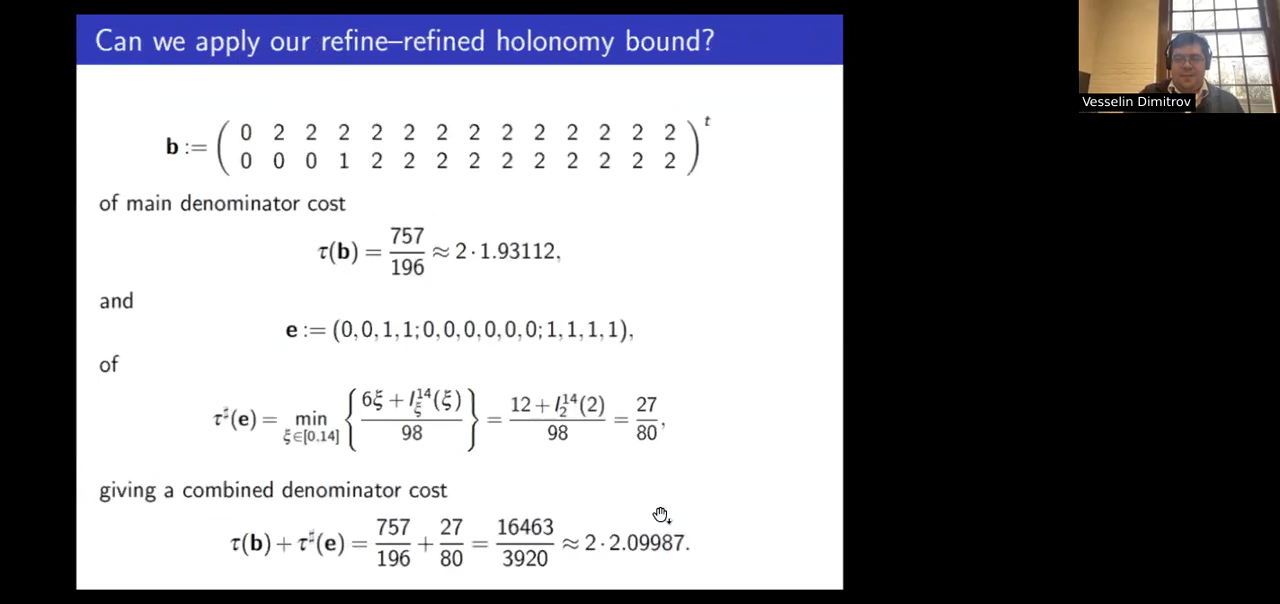 Can we apply our refine–refined holonomy bound?
Vesselin Dimitrov
b := ( 0 2 2 2 2 2 2 2 2 2 2 2 2 2
0 0 0 1 2 2 2 2 2 2 2 2 2 2 )^t
of main denominator cost
τ(b) = 757/196 ≈ 2 · 1.93112,
and
e := (0,0,1,1;0,0,0,0,0,0;1,1,1,1),
of
τ^♯(e) = min_{ξ∈[0.14]} { (6ξ + I_ξ^14(ξ))/98 } = (12 + I_2^14(2))/98 = 27/80,
giving a combined denominator cost
τ(b) + τ^♯(e) = 757/196 + 27/80 = 16463/3920 ≈ 2 · 2.09987.